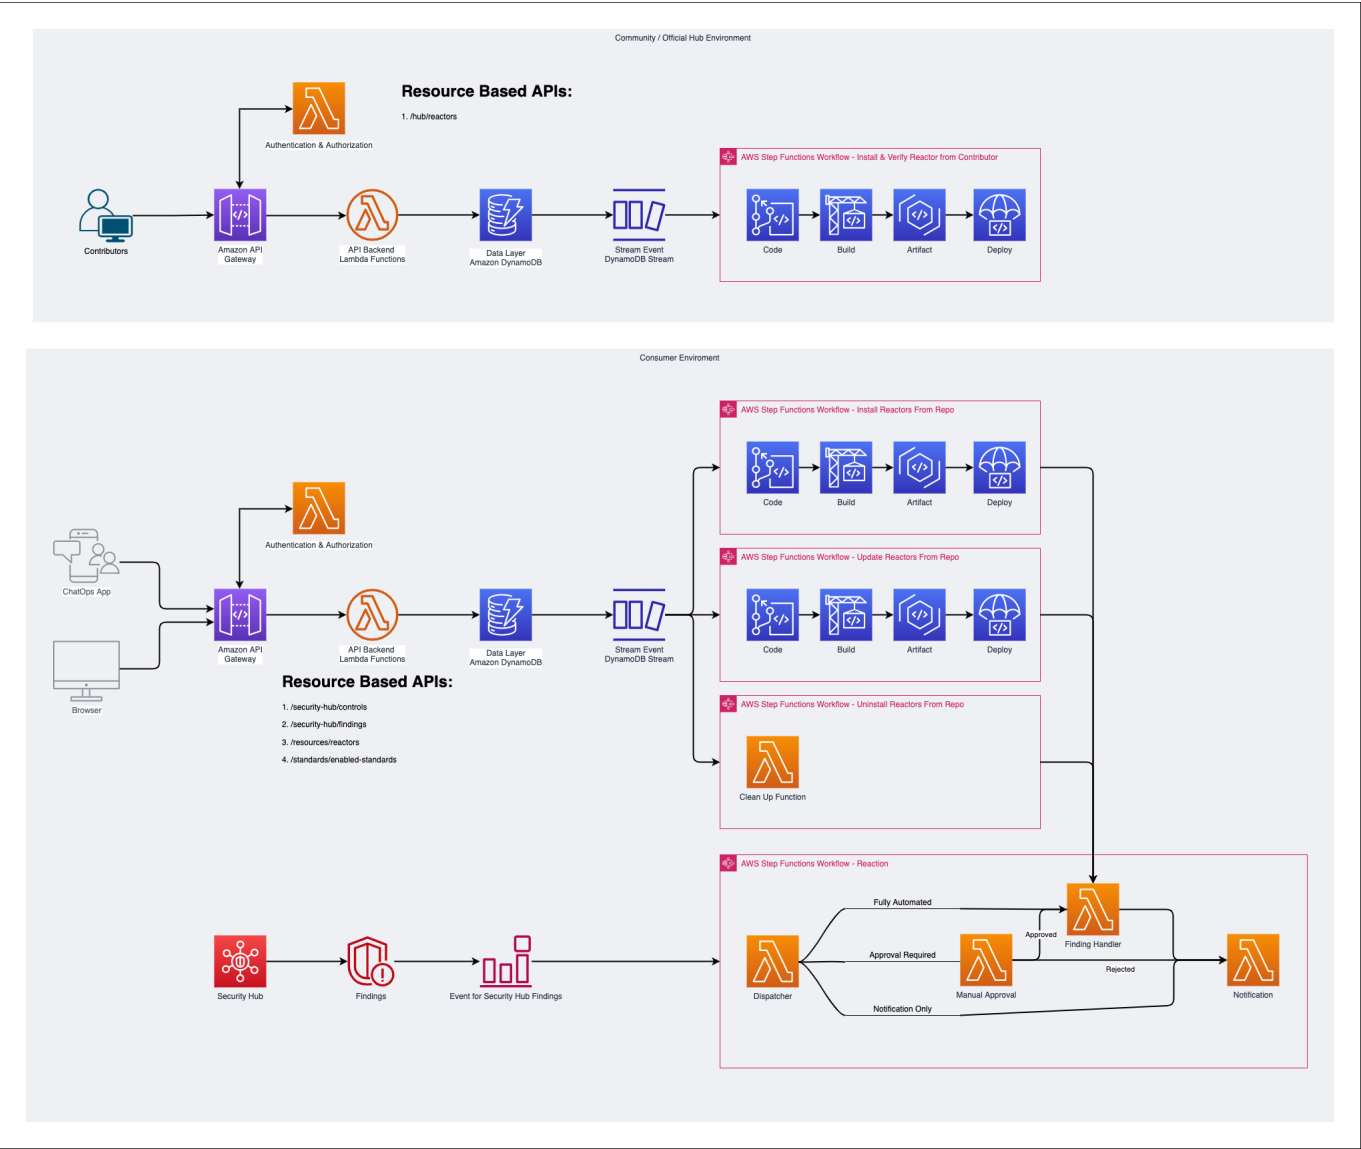 Community / Official Hub Environment
Resource Based APIs:
1. /hub/reactors
Authentication & Authorization
AWS Step Functions Workflow - Install & Verify Reactor from Contributor
Contributors
Amazon API
Gateway
API Backend
Lambda Functions
Data Layer
Amazon DynamoDB
Stream Event
DynamoDB Stream
Code
Build
Artifact
Deploy
Consumer Enviroment
AWS Step Functions Workflow - Install Reactors From Repo
Code
Build
Artifact
Deploy
Authentication & Authorization
AWS Step Functions Workflow - Update Reactors From Repo
ChatOps App
Amazon API
Gateway
API Backend
Lambda Functions
Data Layer
Amazon DynamoDB
Stream Event
DynamoDB Stream
Code
Build
Artifact
Deploy
Browser
Resource Based APIs:
1. /security-hub/controls
2. /security-hub/findings
3. /resources/reactors
4. /standards/enabled-standards
AWS Step Functions Workflow - Uninstall Reactors From Repo
Clean Up Function
AWS Step Functions Workflow - Reaction
Fully Automated
Approved
Finding Handler
Approval Required
Rejected
Security Hub
Findings
Event for Security Hub Findings
Dispatcher
Manual Approval
Notification
Notification Only